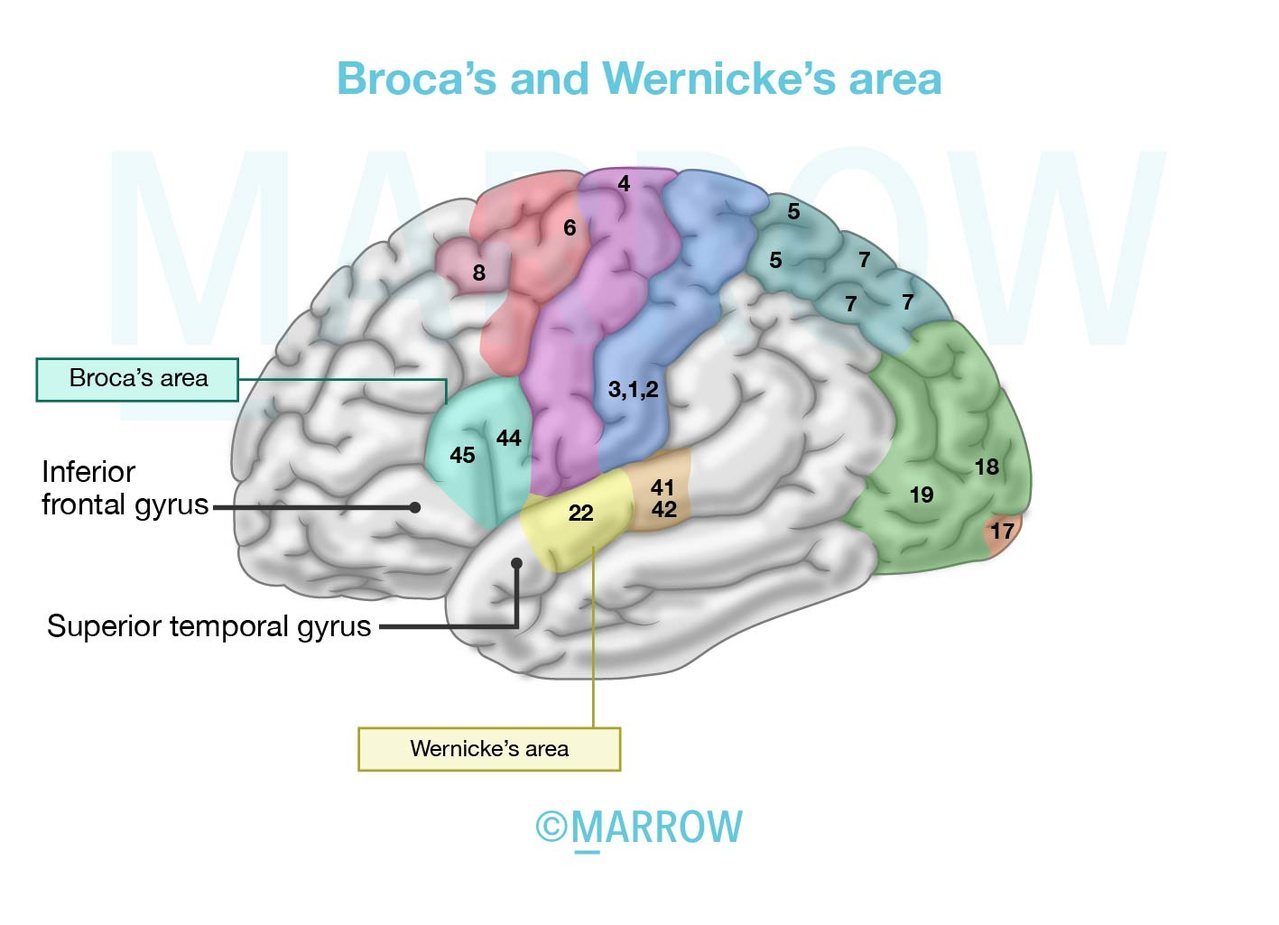 Broca's and Wernicke's area
MARROW
4
6
5
8
5
7
7
7
Broca's area
3,1,2
44
45
Inferior
frontal gyrus
18
41
19
42
22
17
Superior temporal gyrus
Wernicke's area
©MARROW